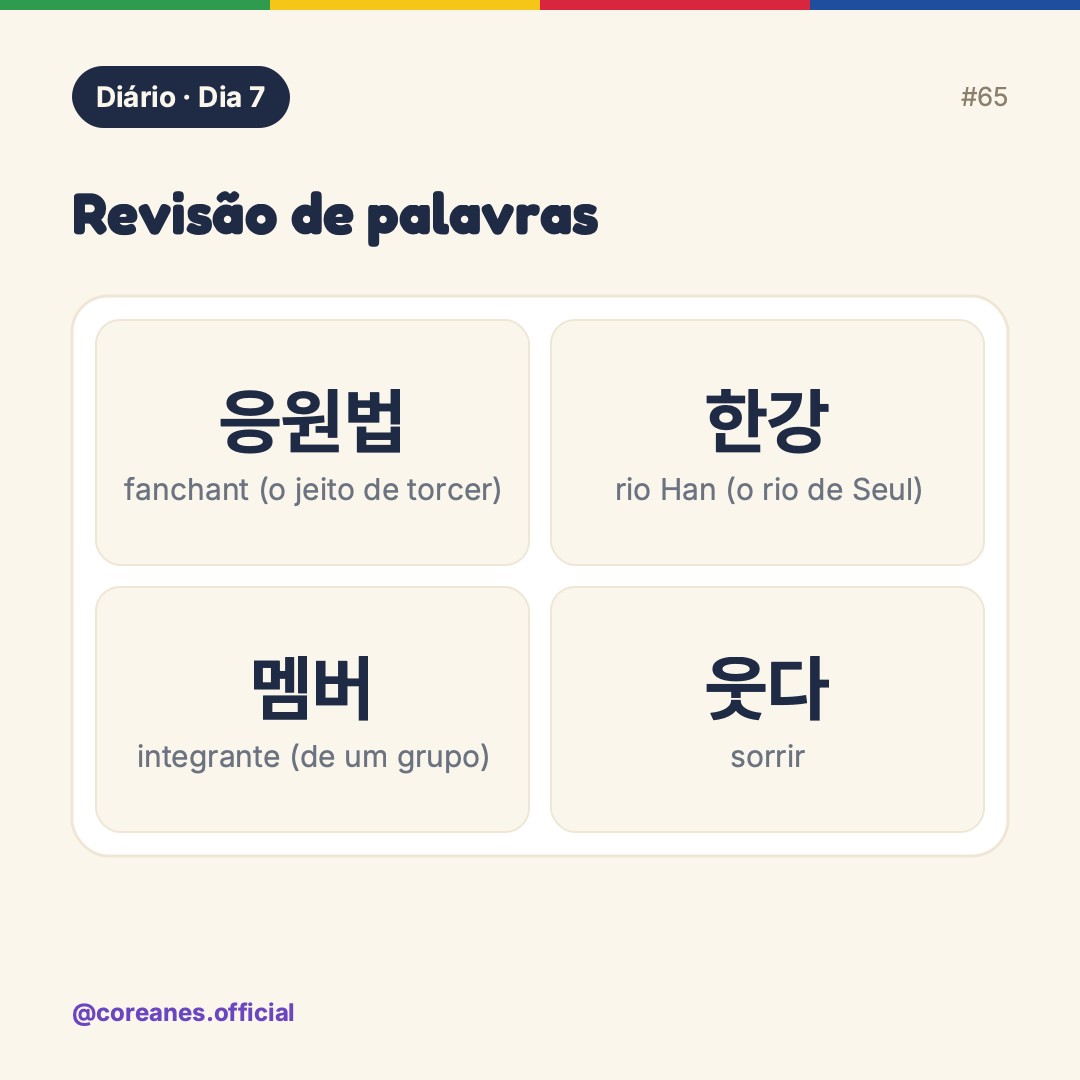 Diário · Dia 7
#65
Revisão de palavras
응원법
fanchant (o jeito de torcer)
한강
rio Han (o rio de Seul)
멤버
integrante (de um grupo)
웃다
sorrir
@coreanes.official